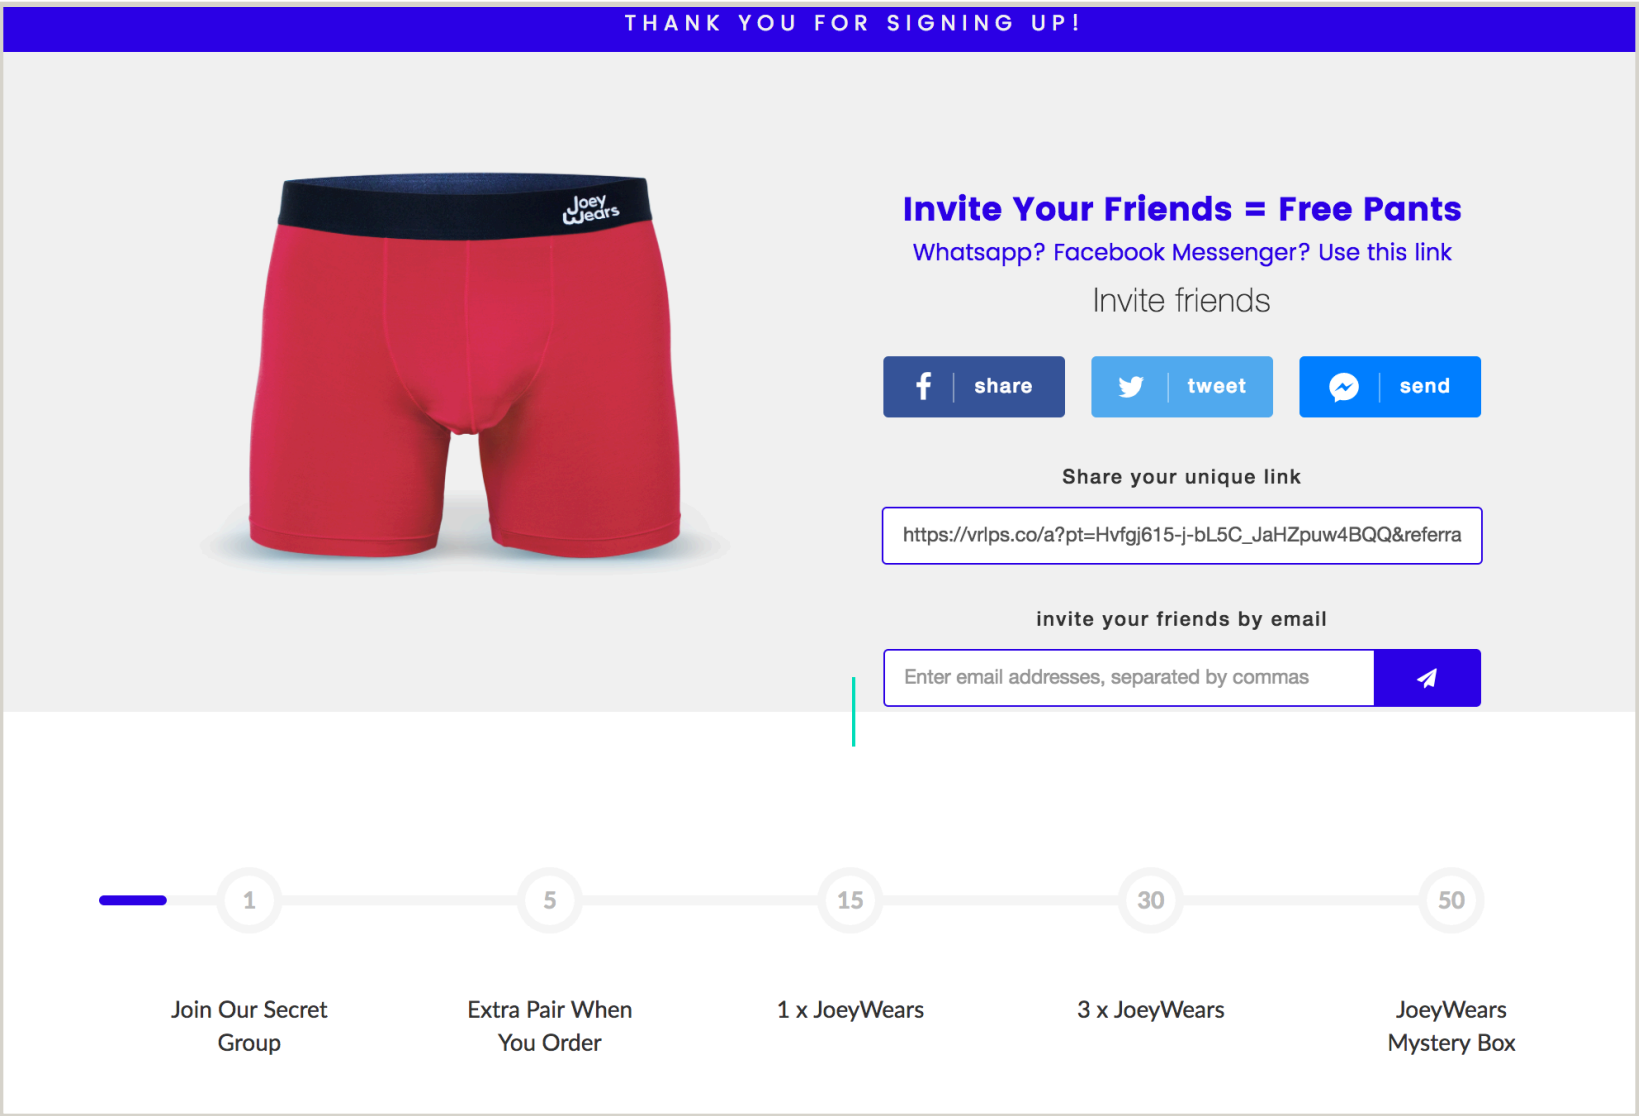 THANK YOU FOR SIGNING UP!
Joey
Wears
Invite Your Friends = Free Pants
Whatsapp? Facebook Messenger? Use this link
Invite friends
share
tweet
send
Share your unique link
https://vrlps.co/a?pt=Hvfgj615-j-bL5C_JaHZpuw4BQQ&referra
invite your friends by email
Enter email addresses, separated by commas
1
5
15
30
50
Join Our Secret
Group
Extra Pair When
You Order
1 x JoeyWears
3 x JoeyWears
JoeyWears
Mystery Box